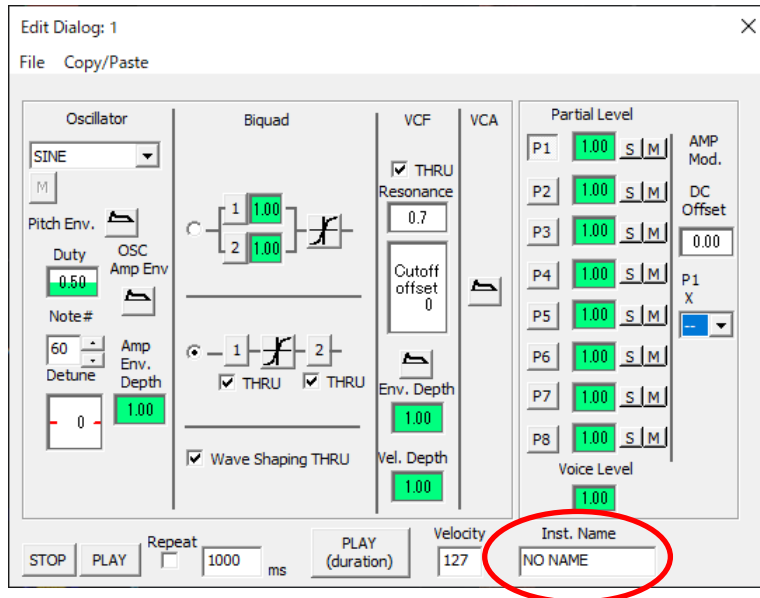 Edit Dialog: 1
File Copy/Paste
Oscillator
SINE
M
Pitch Env.
Duty
0.50
OSC
Amp Env
Note#
60
Detune
0
Amp
Env.
Depth
1.00
Biquad
1 1.00
2 1.00
1
2
THRU
THRU
Wave Shaping THRU
VCF
THRU
Resonance
0.7
Cutoff
offset
0
Env. Depth
1.00
Vel. Depth
1.00
VCA
Partial Level
P1 1.00 S M
P2 1.00 S M
P3 1.00 S M
P4 1.00 S M
P5 1.00 S M
P6 1.00 S M
P7 1.00 S M
P8 1.00 S M
Voice Level
1.00
AMP
Mod.
DC
Offset
0.00
P1
X
--
STOP
PLAY
Repeat
1000
ms
PLAY
(duration)
Velocity
127
Inst. Name
NO NAME